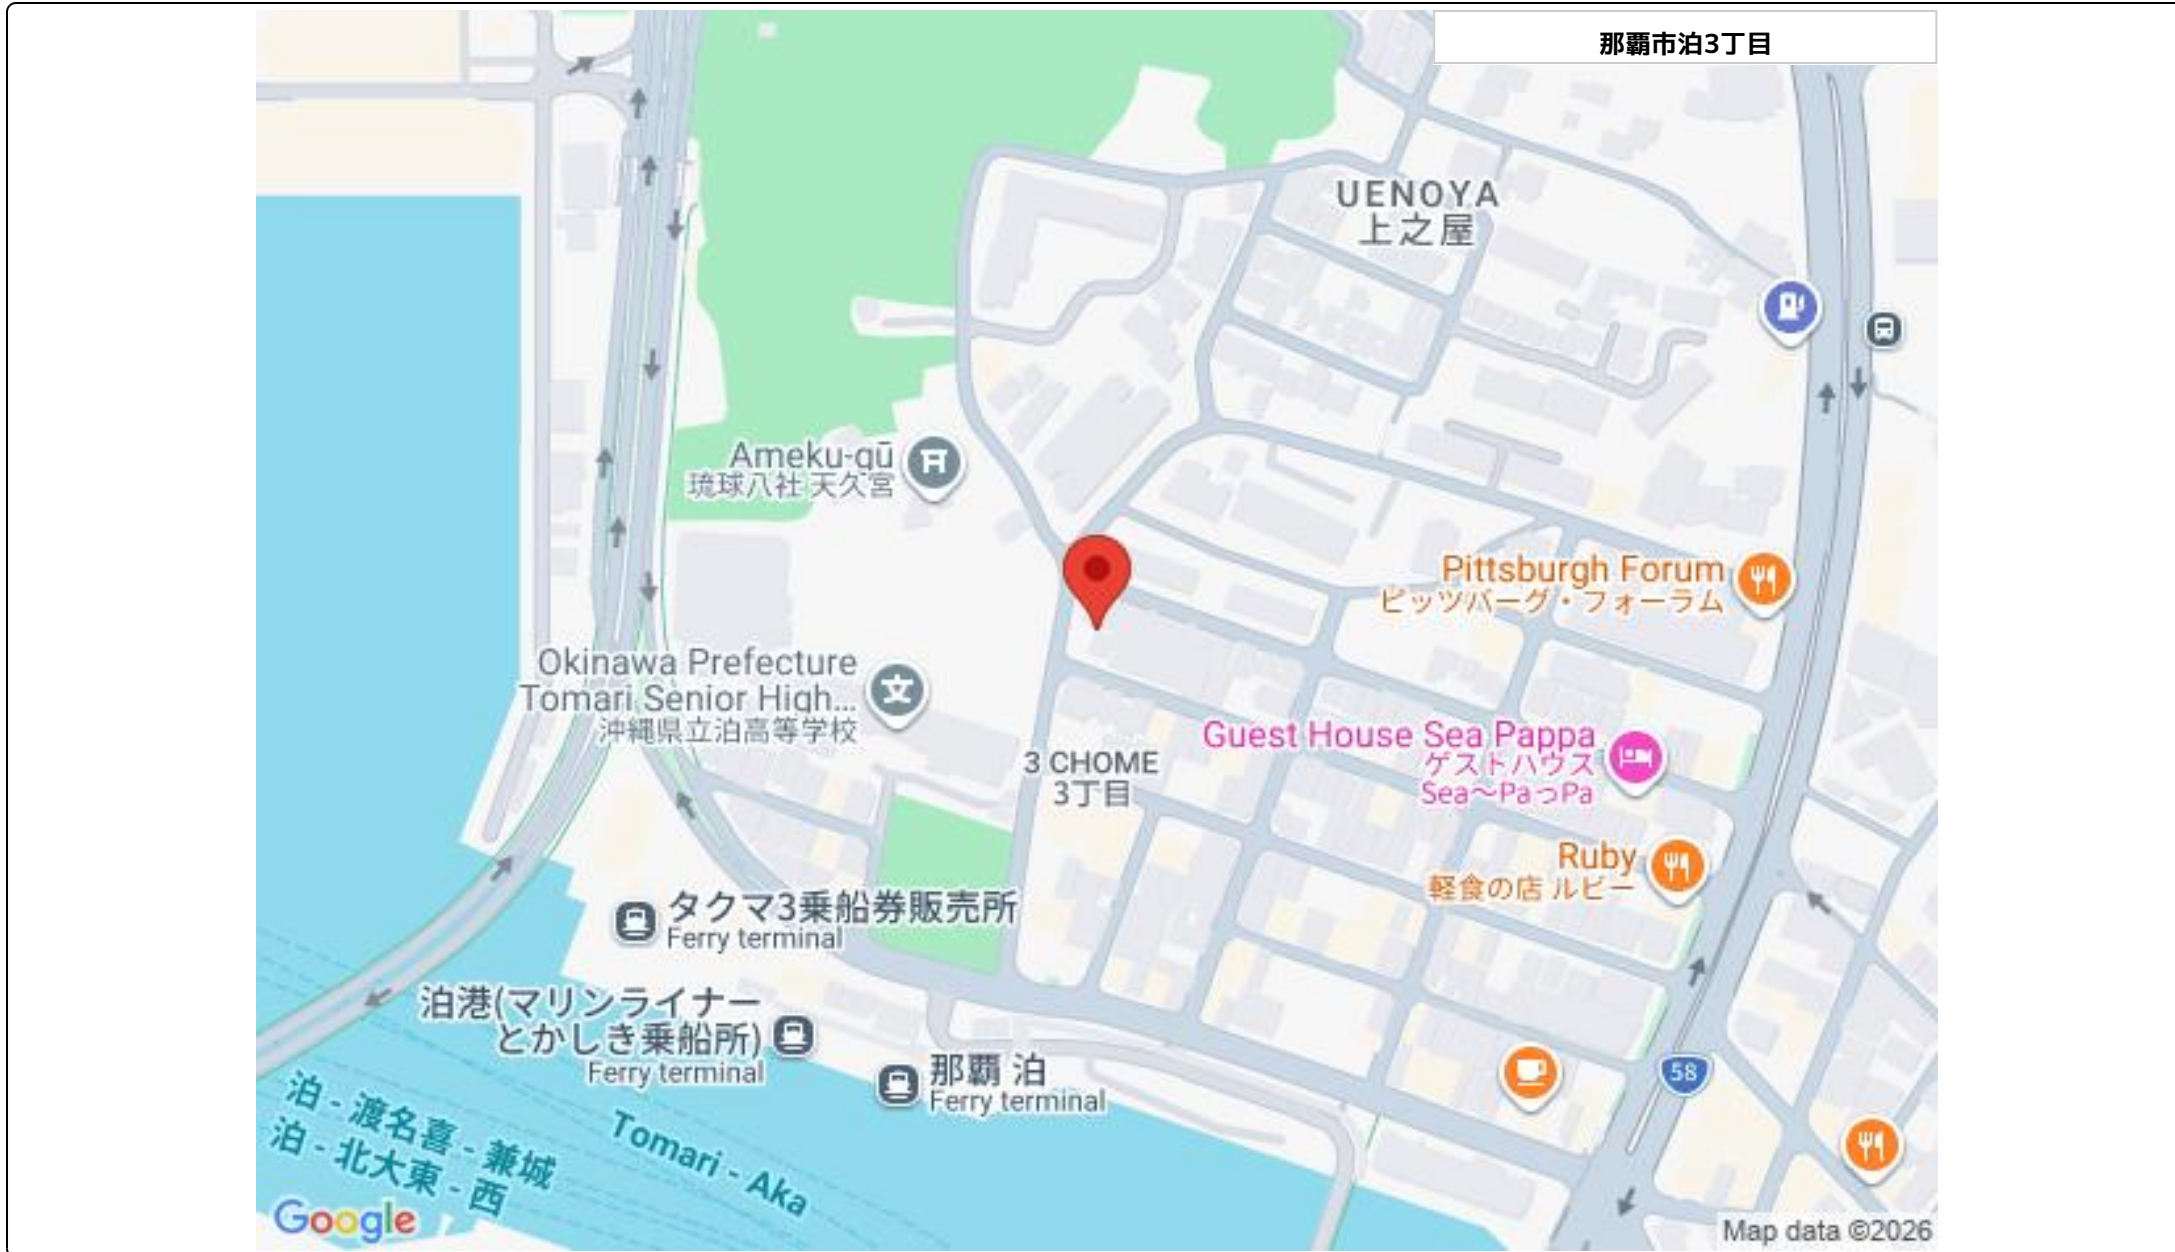 那覇市泊3丁目
UENOYA
上之屋
Ameku-gū
琉球八社 天久宮
Pittsburgh Forum
ピッツバーグ・フォーラム
Okinawa Prefecture
Tomari Senior High...
沖縄県立泊高等学校
Guest House Sea Pappa
ゲストハウス
Sea〜PaっPa
3 CHOME
3丁目
Ruby
軽食の店 ルビー
タクマ3乗船券販売所
Ferry terminal
泊港(マリンライナー
とかしき乗船所)
Ferry terminal
那覇 泊
Ferry terminal
58
泊 - 渡名喜 - 兼城
泊 - 北大東 - 西
Tomari - Aka
Google
Map data ©2026